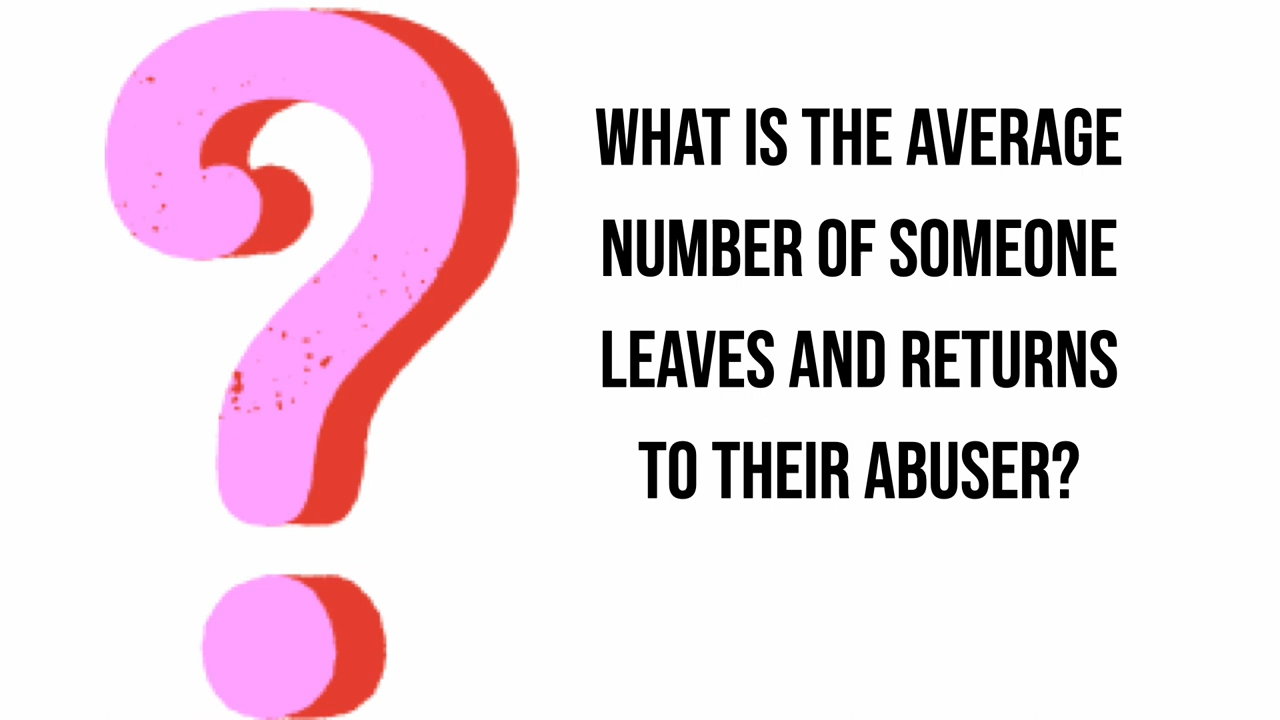 WHAT IS THE AVERAGE
NUMBER OF SOMEONE
LEAVES AND RETURNS
TO THEIR ABUSER?